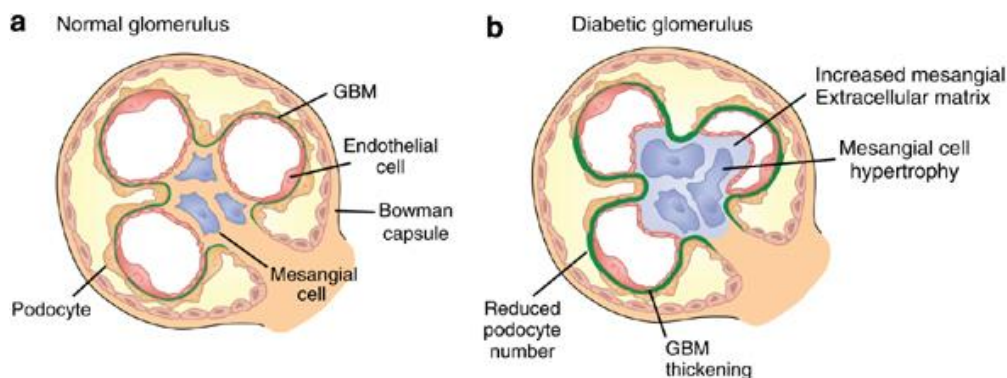 a Normal glomerulus
GBM
Endothelial
cell
Bowman
capsule
Mesangial
cell
Podocyte
b Diabetic glomerulus
Increased mesangial
Extracellular matrix
Mesangial cell
hypertrophy
Reduced
podocyte
number
GBM
thickening